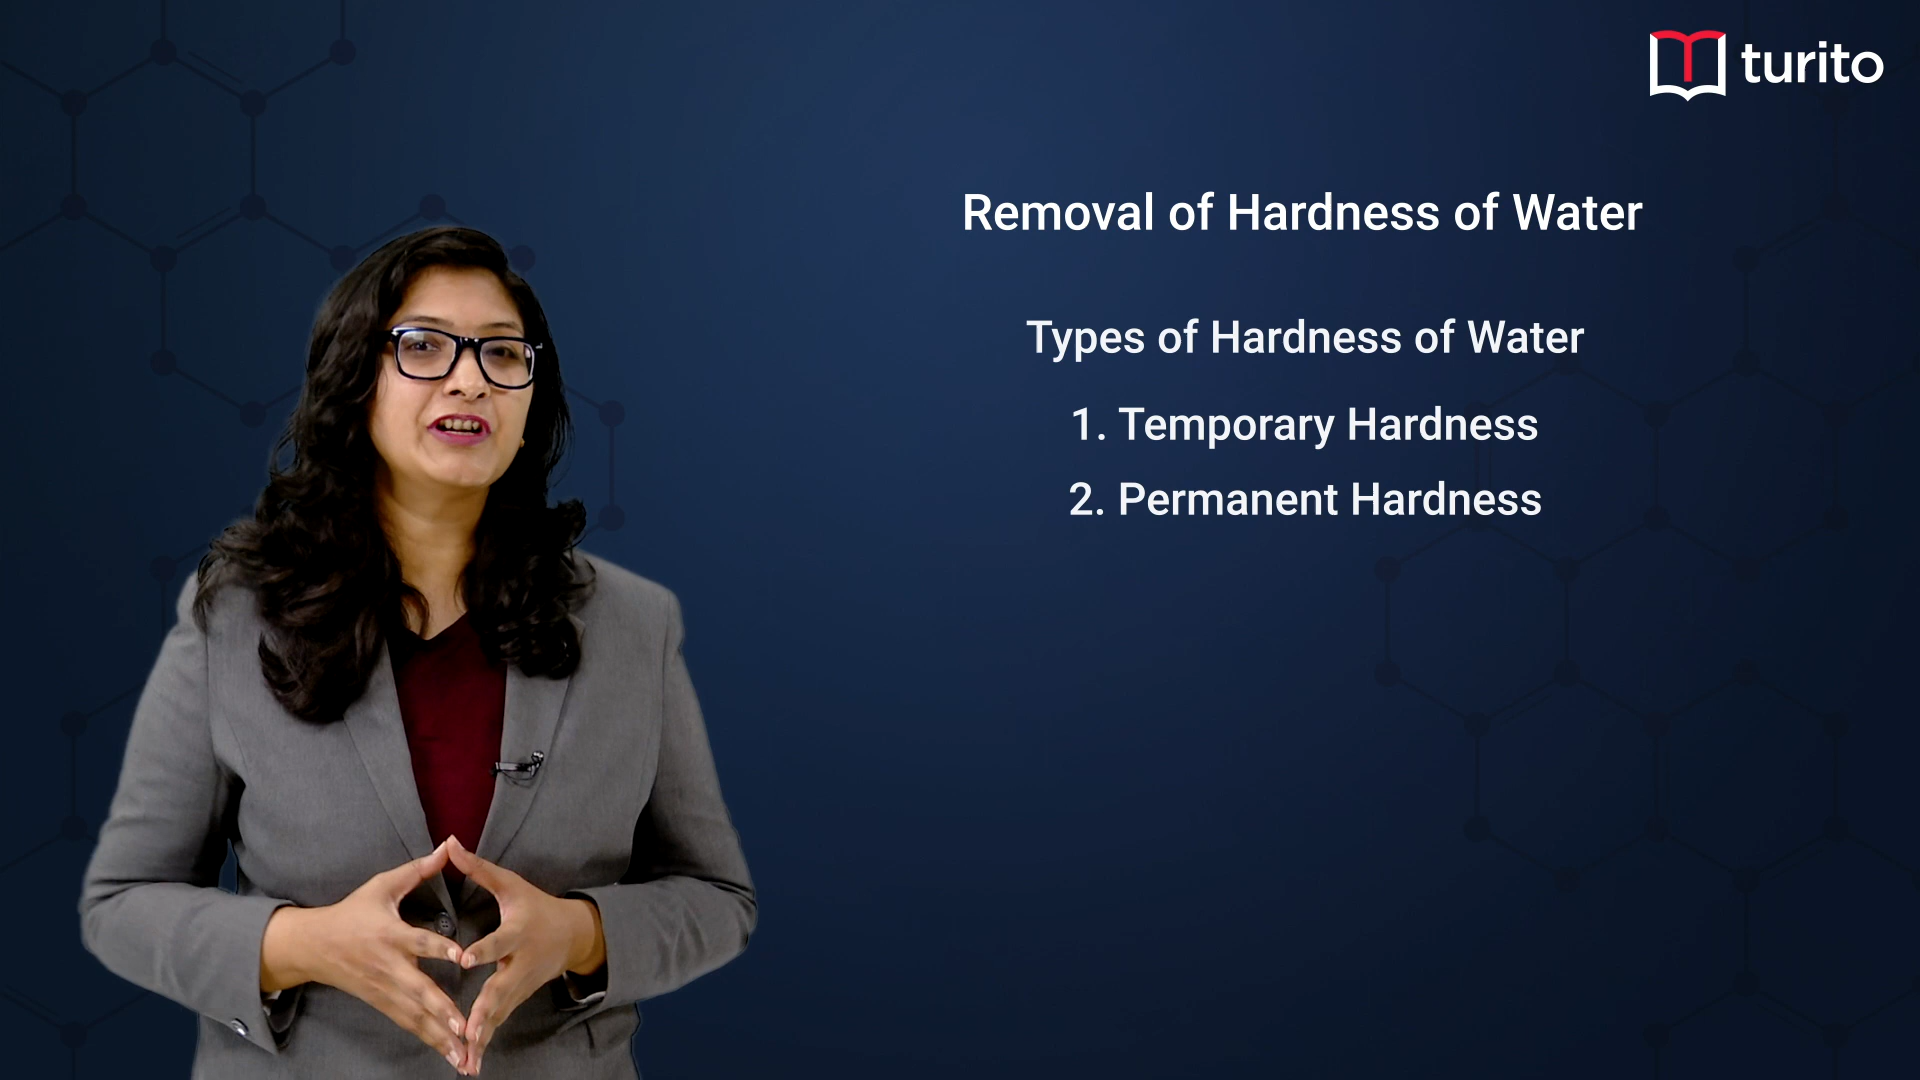 turito
Removal of Hardness of Water
Types of Hardness of Water
1. Temporary Hardness
2. Permanent Hardness